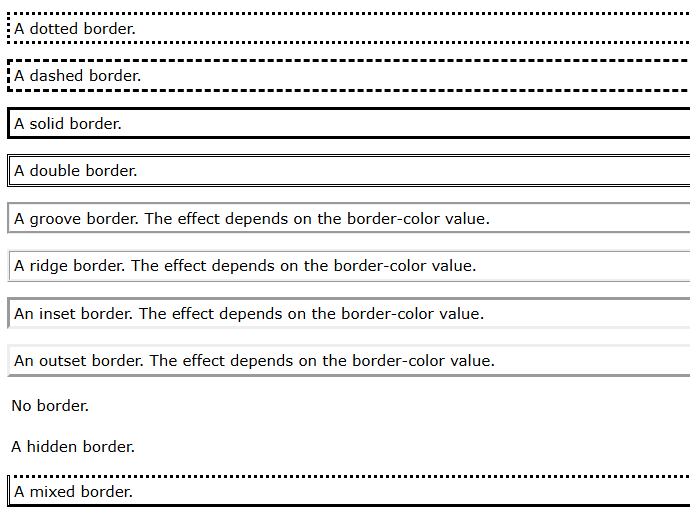 A dotted border.
A dashed border.
A solid border.
A double border.
A groove border. The effect depends on the border-color value.
A ridge border. The effect depends on the border-color value.
An inset border. The effect depends on the border-color value.
An outset border. The effect depends on the border-color value.
No border.
A hidden border.
A mixed border.